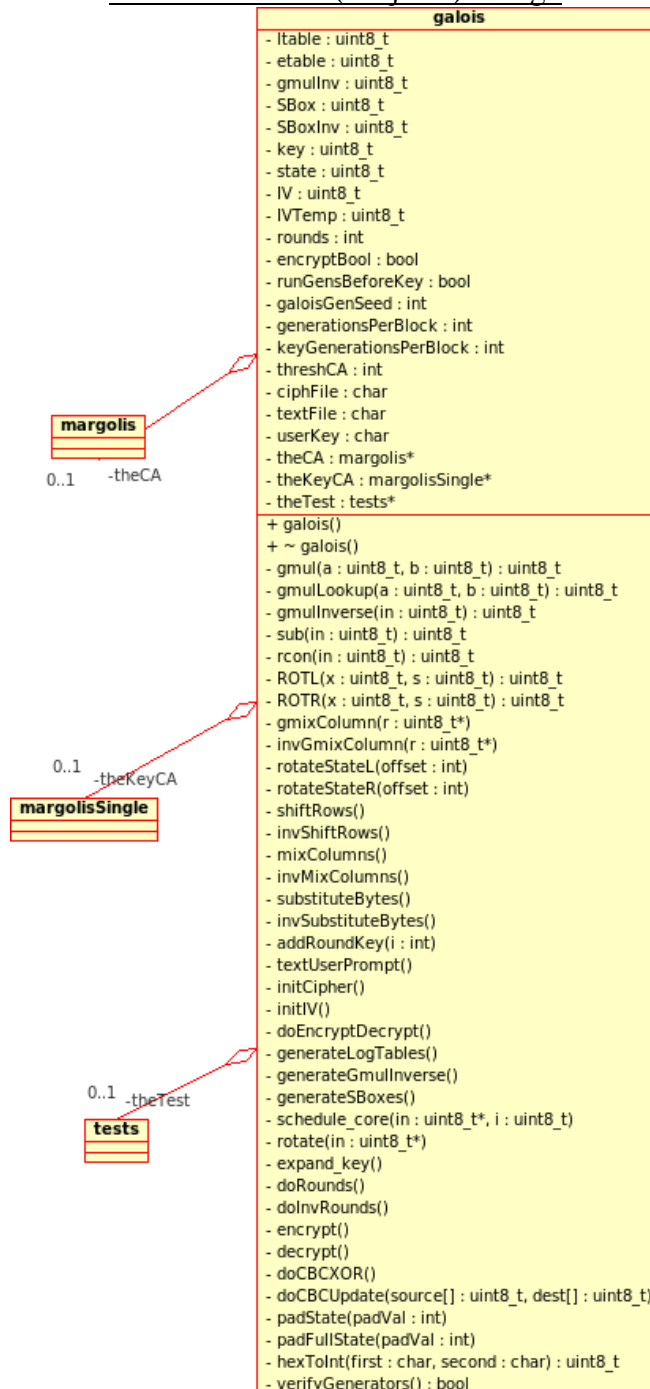 galois
- ltable : uint8_t
- etable : uint8_t
- gmulInv : uint8_t
- SBox : uint8_t
- SBoxInv : uint8_t
- key : uint8_t
- state : uint8_t
- IV : uint8_t
- IVTemp : uint8_t
- rounds : int
- encryptBool : bool
- runGensBeforeKey : bool
- galoisGenSeed : int
- generationsPerBlock : int
- keyGenerationsPerBlock : int
- threshCA : int
- ciphFile : char
- textFile : char
- userKey : char
- theCA : margolis*
- theKeyCA : margolisSingle*
- theTest : tests*
+ galois()
+ ~ galois()
- gmul(a : uint8_t, b : uint8_t) : uint8_t
- gmulLookup(a : uint8_t, b : uint8_t) : uint8_t
- gmulInverse(in : uint8_t) : uint8_t
- sub(in : uint8_t) : uint8_t
- rcon(in : uint8_t) : uint8_t
- ROTL(x : uint8_t, s : uint8_t) : uint8_t
- ROTR(x : uint8_t, s : uint8_t) : uint8_t
- gmixColumn(r : uint8_t*)
- invGmixColumn(r : uint8_t*)
- rotateStateL(offset : int)
- rotateStateR(offset : int)
- shiftRows()
- invShiftRows()
- mixColumns()
- invMixColumns()
- substituteBytes()
- invSubstituteBytes()
- addRoundKey(i : int)
- textUserPrompt()
- initCipher()
- initIV()
- doEncryptDecrypt()
- generateLogTables()
- generateGmulInverse()
- generateSBoxes()
- schedule_core(in : uint8_t*, i : uint8_t)
- rotate(in : uint8_t*)
- expand_key()
- doRounds()
- doInvRounds()
- encrypt()
- decrypt()
- doCBCXOR()
- doCBCUpdate(source[] : uint8_t, dest[] : uint8_t)
- padState(padVal : int)
- padFullState(padVal : int)
- hexToInt(first : char, second : char) : uint8_t
- verifyGenerators() : bool
margolis
0..1 -theCA
0..1 -theKeyCA
margolisSingle
0..1 -theTest
tests